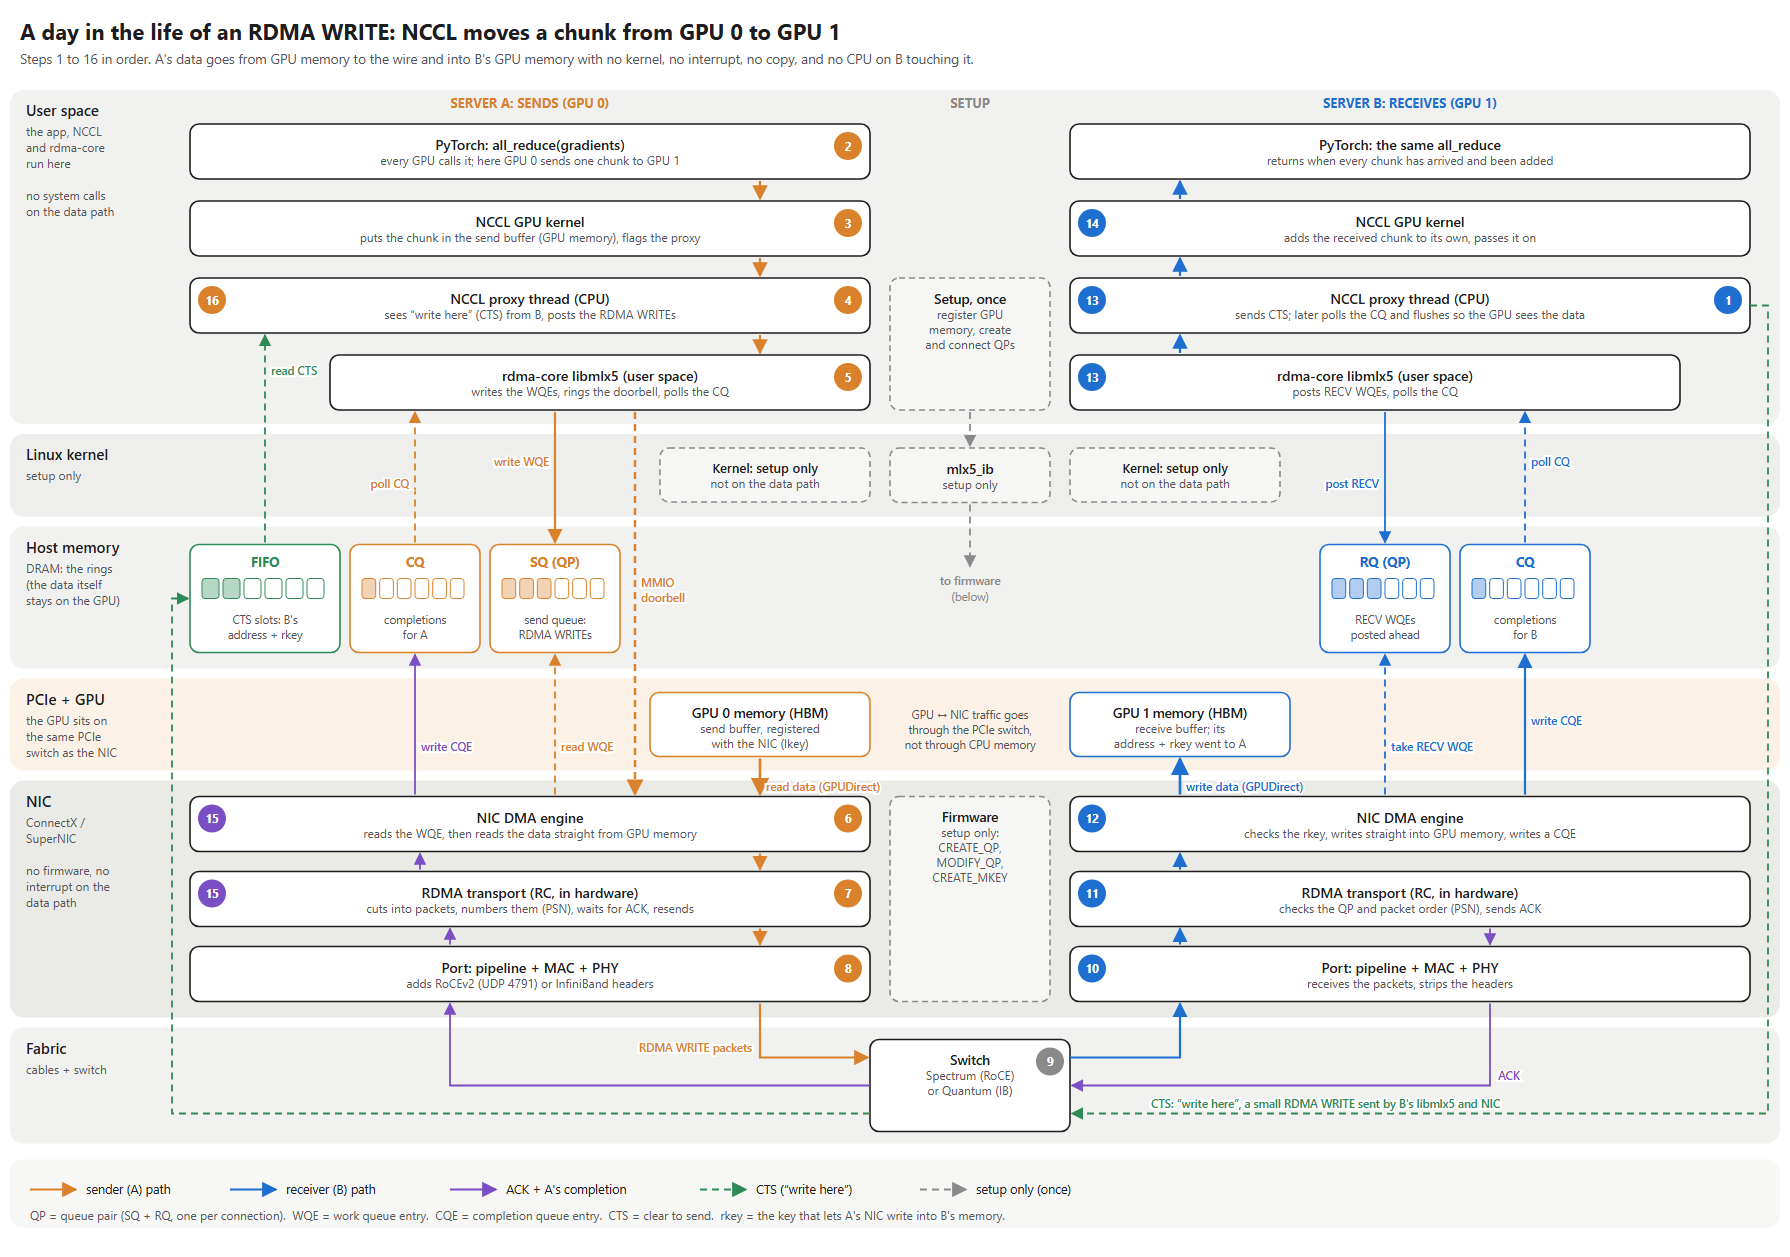 A day in the life of an RDMA WRITE: NCCL moves a chunk from GPU 0 to GPU 1
Steps 1 to 16 in order. A's data goes from GPU memory to the wire and into B's GPU memory with no kernel, no interrupt, no copy, and no CPU on B touching it.
User space
the app, NCCL
and rdma-core
run here
no system calls
on the data path
SERVER A: SENDS (GPU 0)
SETUP
SERVER B: RECEIVES (GPU 1)
PyTorch: all_reduce(gradients)
every GPU calls it; here GPU 0 sends one chunk to GPU 1
2
PyTorch: the same all_reduce
returns when every chunk has arrived and been added
NCCL GPU kernel
puts the chunk in the send buffer (GPU memory), flags the proxy
3
14
NCCL GPU kernel
adds the received chunk to its own, passes it on
16
NCCL proxy thread (CPU)
sees “write here” (CTS) from B, posts the RDMA WRITEs
4
Setup, once
register GPU
memory, create
and connect QPs
13
NCCL proxy thread (CPU)
sends CTS; later polls the CQ and flushes so the GPU sees the data
1
read CTS
rdma-core libmlx5 (user space)
writes the WQEs, rings the doorbell, polls the CQ
5
13
rdma-core libmlx5 (user space)
posts RECV WQEs, polls the CQ
Linux kernel
setup only
poll CQ
write WQE
Kernel: setup only
not on the data path
mlx5_ib
setup only
Kernel: setup only
not on the data path
post RECV
poll CQ
Host memory
DRAM: the rings
(the data itself
stays on the GPU)
FIFO
CTS slots: B's
address + rkey
CQ
completions
for A
SQ (QP)
send queue:
RDMA WRITEs
MMIO
doorbell
to firmware
(below)
RQ (QP)
RECV WQEs
posted ahead
CQ
completions
for B
PCIe + GPU
the GPU sits on
the same PCIe
switch as the NIC
write CQE
read WQE
GPU 0 memory (HBM)
send buffer, registered
with the NIC (lkey)
GPU ↔ NIC traffic goes
through the PCIe switch,
not through CPU memory
GPU 1 memory (HBM)
receive buffer; its
address + rkey went to A
take RECV WQE
write CQE
read data (GPUDirect)
write data (GPUDirect)
NIC
ConnectX /
SuperNIC
no firmware, no
interrupt on the
data path
15
NIC DMA engine
reads the WQE, then reads the data straight from GPU memory
6
Firmware
setup only:
CREATE_QP,
MODIFY_QP,
CREATE_MKEY
12
NIC DMA engine
checks the rkey, writes straight into GPU memory, writes a CQE
15
RDMA transport (RC, in hardware)
cuts into packets, numbers them (PSN), waits for ACK, resends
7
11
RDMA transport (RC, in hardware)
checks the QP and packet order (PSN), sends ACK
Port: pipeline + MAC + PHY
adds RoCEv2 (UDP 4791) or InfiniBand headers
8
10
Port: pipeline + MAC + PHY
receives the packets, strips the headers
Fabric
cables + switch
RDMA WRITE packets
Switch
Spectrum (RoCE)
or Quantum (IB)
9
ACK
CTS: “write here”, a small RDMA WRITE sent by B's libmlx5 and NIC
sender (A) path
receiver (B) path
ACK + A's completion
CTS (“write here”)
setup only (once)
QP = queue pair (SQ + RQ, one per connection). WQE = work queue entry. CQE = completion queue entry. CTS = clear to send. rkey = the key that lets A's NIC write into B's memory.